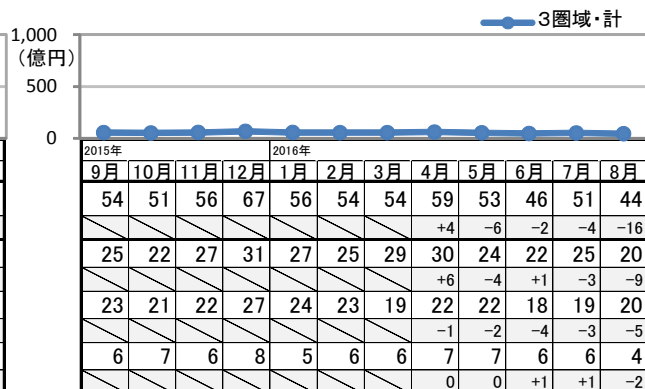 3圏域・計
1,000
（億円）
500
0
2015年 2016年
9月 10月 11月 12月 1月 2月 3月 4月 5月 6月 7月 8月
54 51 56 67 56 54 54 59 53 46 51 44
+4 −6 −2 −4 −16
25 22 27 31 27 25 29 30 24 22 25 20
+6 −4 +1 −3 −9
23 21 22 27 24 23 19 22 22 18 19 20
−1 −2 −4 −3 −5
6 7 6 8 5 6 6 7 7 6 6 4
0 0 +1 +1 −2